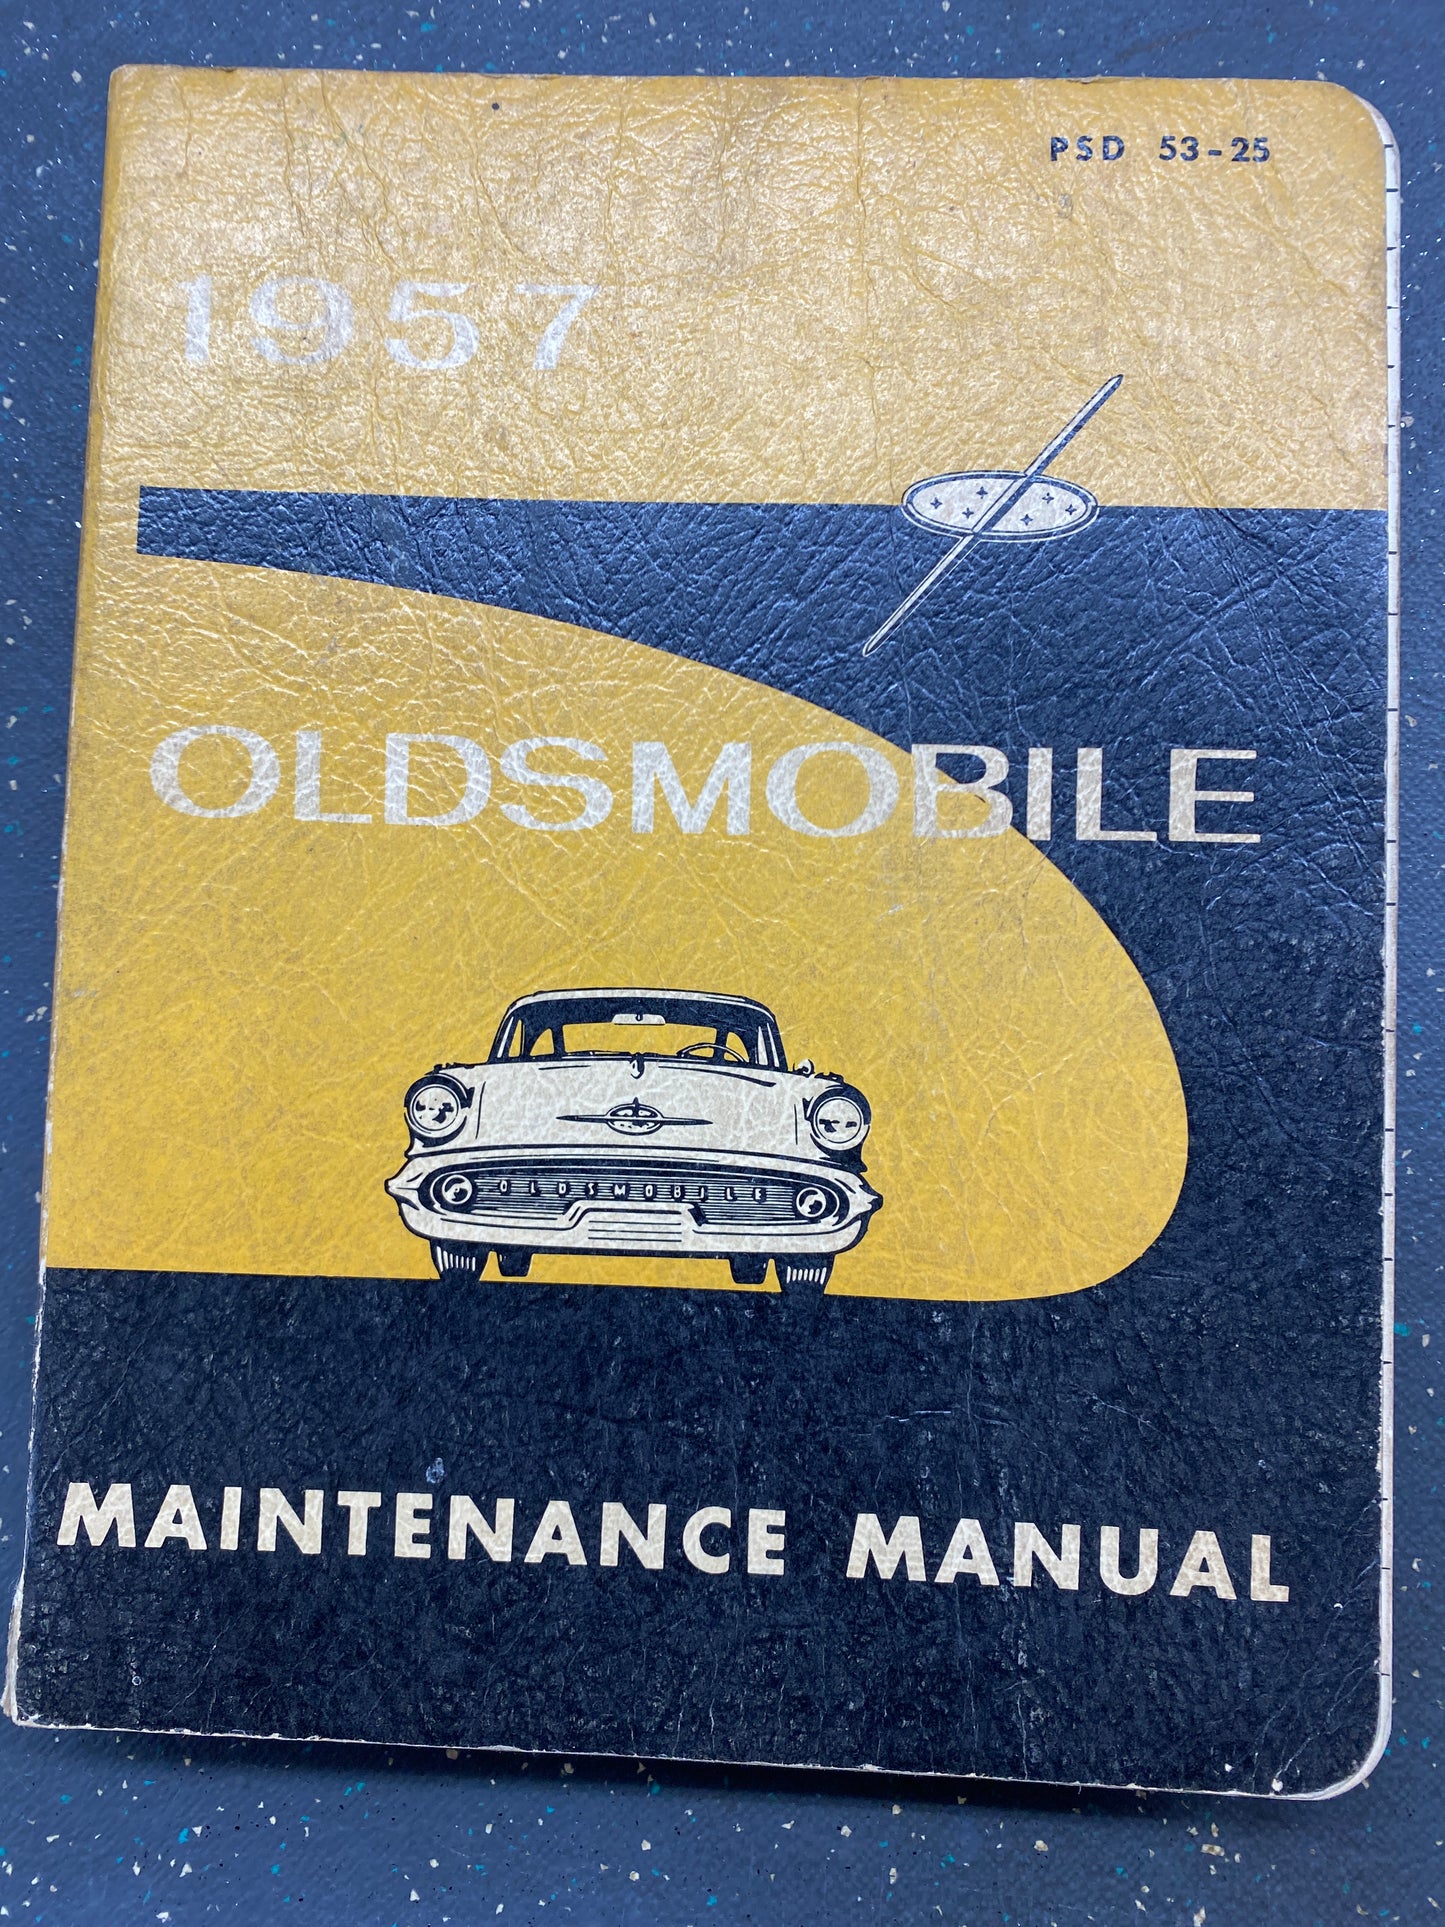 PSD 53-25
1957
OLDSMOBILE
OLDSMOBILE
MAINTENANCE MANUAL